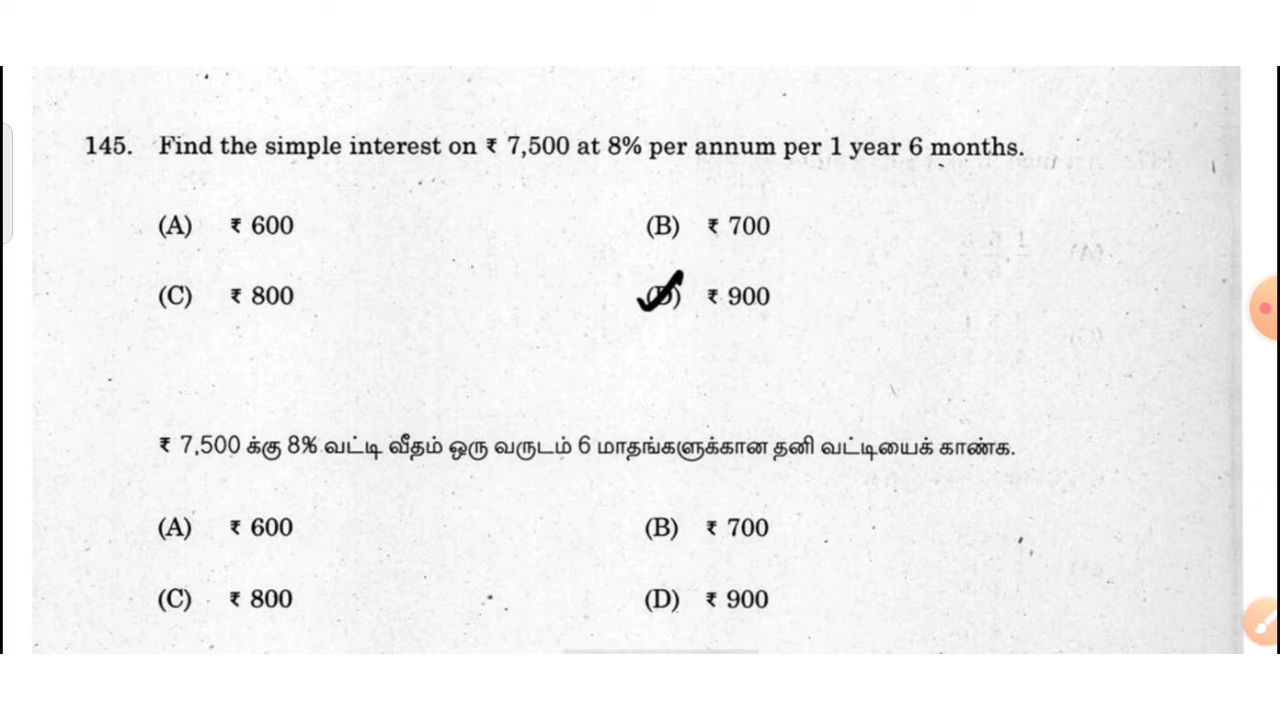 145. Find the simple interest on ₹ 7,500 at 8% per annum per 1 year 6 months.
(A) ₹ 600 (B) ₹ 700
(C) ₹ 800 (D) ₹ 900
₹ 7,500 க்கு 8% வட்டி வீதம் ஒரு வருடம் 6 மாதங்களுக்கான தனி வட்டியைக் காண்க.
(A) ₹ 600 (B) ₹ 700
(C) ₹ 800 (D) ₹ 900